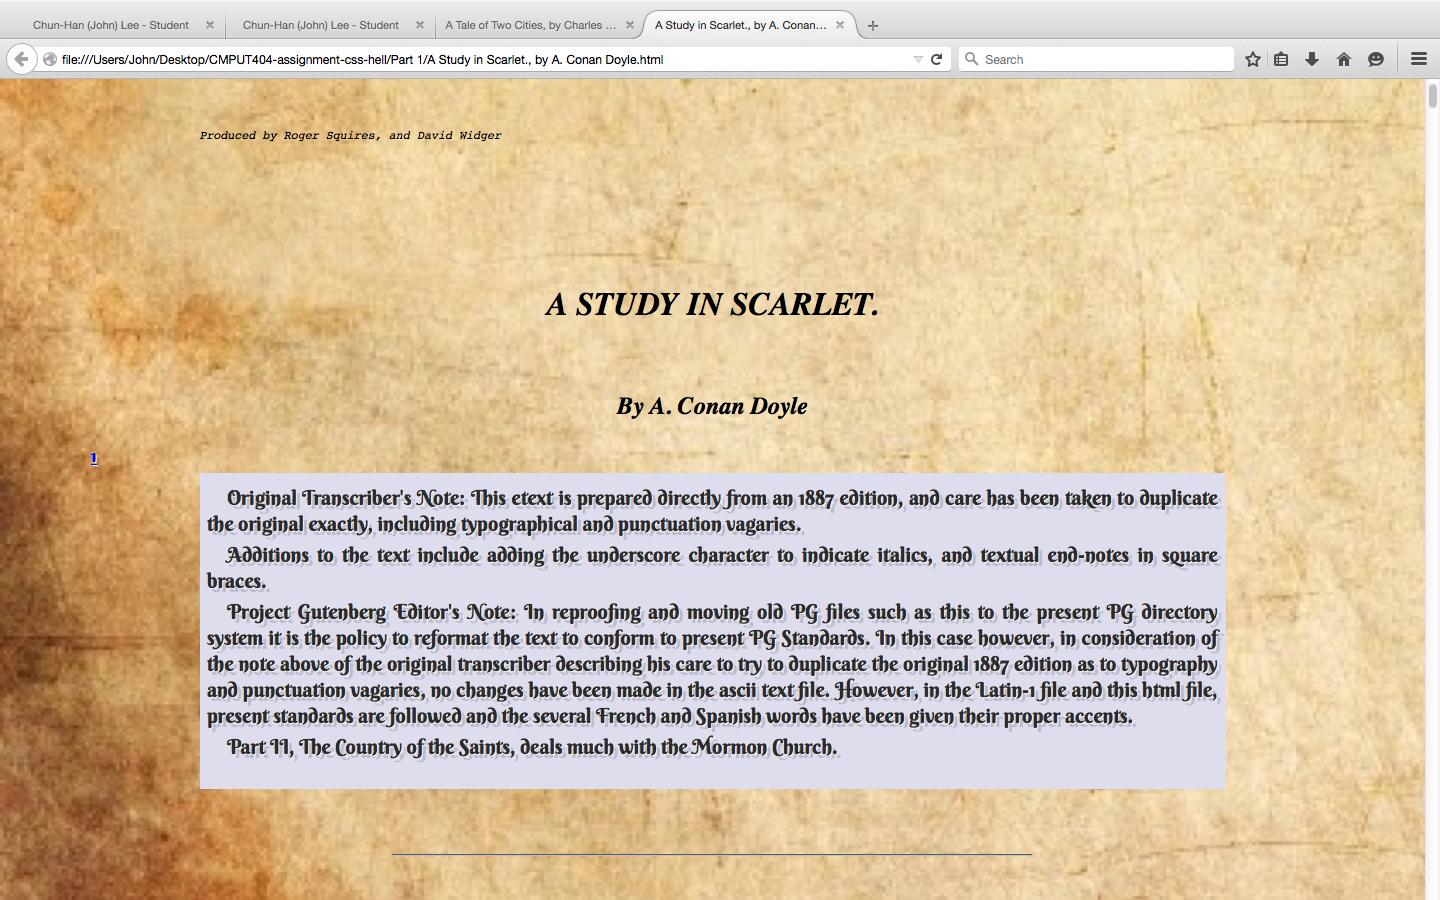 Chun-Han (John) Lee - Student
Chun-Han (John) Lee - Student
A Tale of Two Cities, by Charles ...
A Study in Scarlet., by A. Conan...
file:///Users/John/Desktop/CMPUT404-assignment-css-hell/Part 1/A Study in Scarlet., by A. Conan Doyle.html
Search
Produced by Roger Squires, and David Widger
A STUDY IN SCARLET.
By A. Conan Doyle
1
Original Transcriber's Note: This etext is prepared directly from an 1887 edition, and care has been taken to duplicate
the original exactly, including typographical and punctuation vagaries.
Additions to the text include adding the underscore character to indicate italics, and textual end-notes in square
braces.
Project Gutenberg Editor's Note: In reproofing and moving old PG files such as this to the present PG directory
system it is the policy to reformat the text to conform to present PG Standards. In this case however, in consideration of
the note above of the original transcriber describing his care to try to duplicate the original 1887 edition as to typography
and punctuation vagaries, no changes have been made in the ascii text file. However, in the Latin-1 file and this html file,
present standards are followed and the several French and Spanish words have been given their proper accents.
Part II, The Country of the Saints, deals much with the Mormon Church.